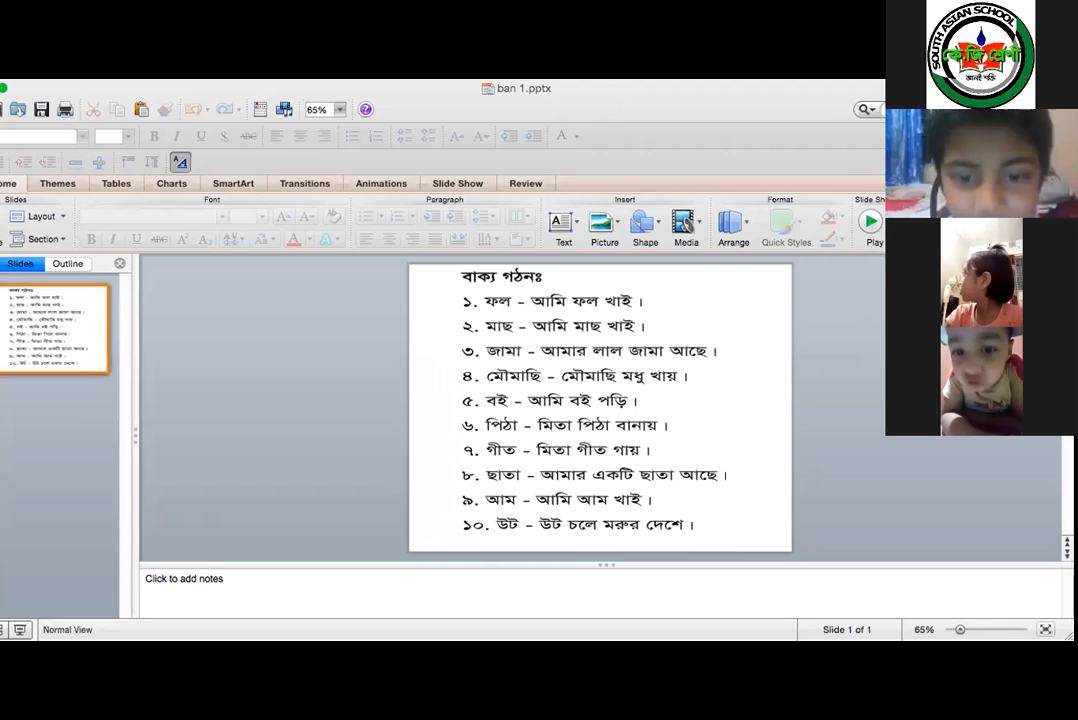 SOUTH ASIAN SCHOOL
কে.জি শ্রেণী
জ্ঞানই শক্তি
ban 1.pptx
65%
Themes
Tables
Charts
SmartArt
Transitions
Animations
Slide Show
Review
Slides
Font
Paragraph
Insert
Format
Layout
Section
Text
Picture
Shape
Media
Arrange
Quick Styles
Play
Slides
Outline
বাক্য গঠনঃ
১. ফল - আমি ফল খাই।
২. মাছ - আমি মাছ খাই।
৩. জামা - আমার লাল জামা আছে।
৪. মৌমাছি - মৌমাছি মধু খায়।
৫. বই - আমি বই পড়ি।
৬. পিঠা - মিতা পিঠা বানায়।
৭. গীত - মিতা গীত গায়।
৮. ছাতা - আমার একটি ছাতা আছে।
৯. আম - আমি আম খাই।
১০. উট - উট চলে মরুর দেশে।
Click to add notes
Normal View
Slide 1 of 1
65%